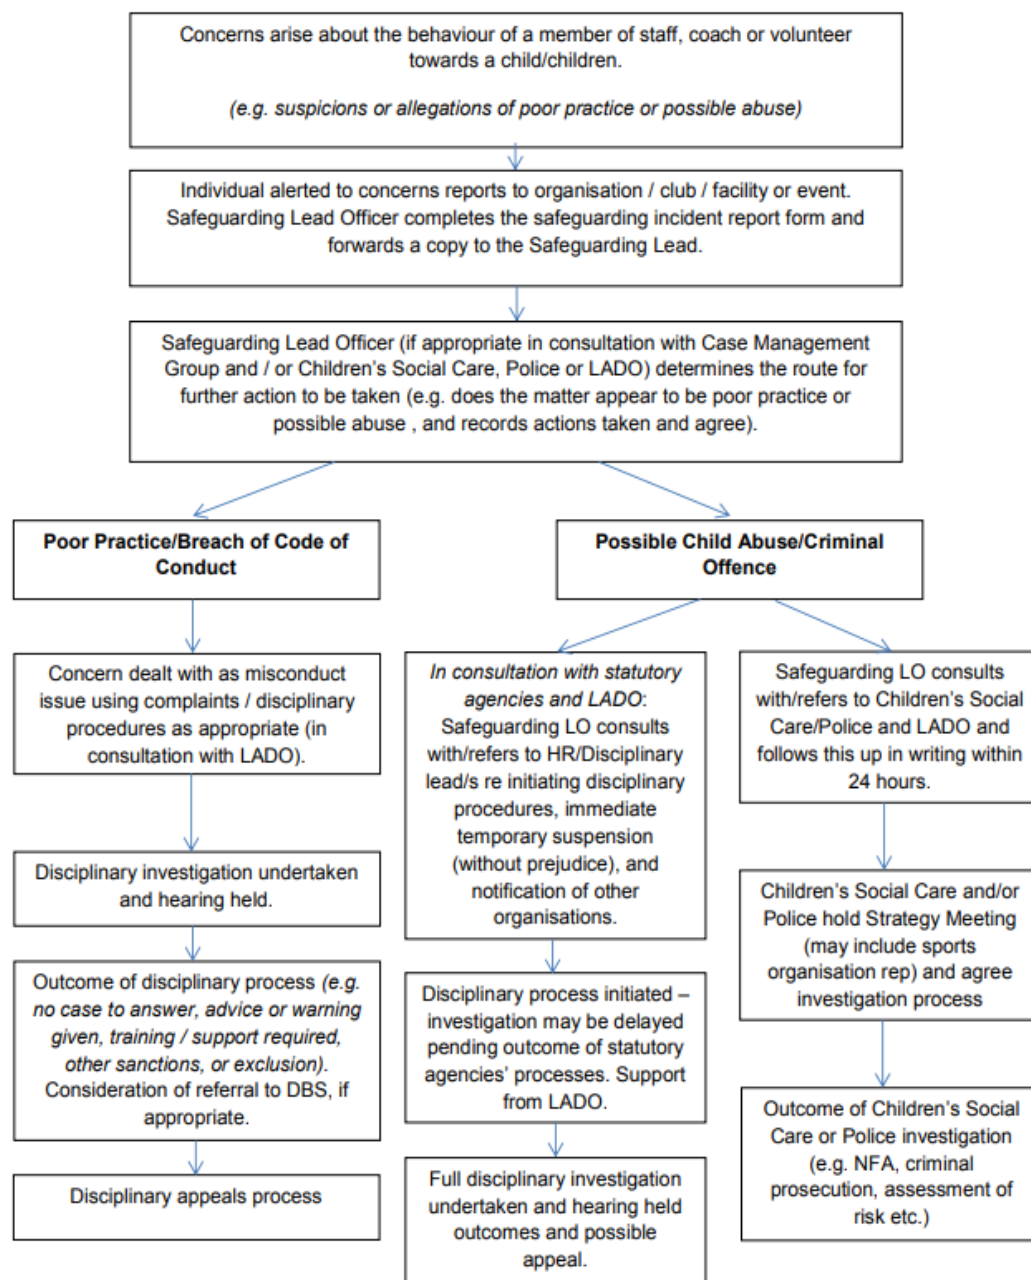 Concerns arise about the behaviour of a member of staff, coach or volunteer
towards a child/children.
(e.g. suspicions or allegations of poor practice or possible abuse)
Individual alerted to concerns reports to organisation / club / facility or event.
Safeguarding Lead Officer completes the safeguarding incident report form and
forwards a copy to the Safeguarding Lead.
Safeguarding Lead Officer (if appropriate in consultation with Case Management
Group and / or Children's Social Care, Police or LADO) determines the route for
further action to be taken (e.g. does the matter appear to be poor practice or
possible abuse , and records actions taken and agree).
Poor Practice/Breach of Code of
Conduct
Concern dealt with as misconduct
issue using complaints / disciplinary
procedures as appropriate (in
consultation with LADO).
Disciplinary investigation undertaken
and hearing held.
Outcome of disciplinary process (e.g.
no case to answer, advice or warning
given, training / support required,
other sanctions, or exclusion).
Consideration of referral to DBS, if
appropriate.
Disciplinary appeals process
Possible Child Abuse/Criminal
Offence
In consultation with statutory
agencies and LADO:
Safeguarding LO consults
with/refers to HR/Disciplinary
lead/s re initiating disciplinary
procedures, immediate
temporary suspension
(without prejudice), and
notification of other
organisations.
Disciplinary process initiated –
investigation may be delayed
pending outcome of statutory
agencies' processes. Support
from LADO.
Full disciplinary investigation
undertaken and hearing held
outcomes and possible
appeal.
Safeguarding LO consults
with/refers to Children's Social
Care/Police and LADO and
follows this up in writing within
24 hours.
Children's Social Care and/or
Police hold Strategy Meeting
(may include sports
organisation rep) and agree
investigation process
Outcome of Children's Social
Care or Police investigation
(e.g. NFA, criminal
prosecution, assessment of
risk etc.)